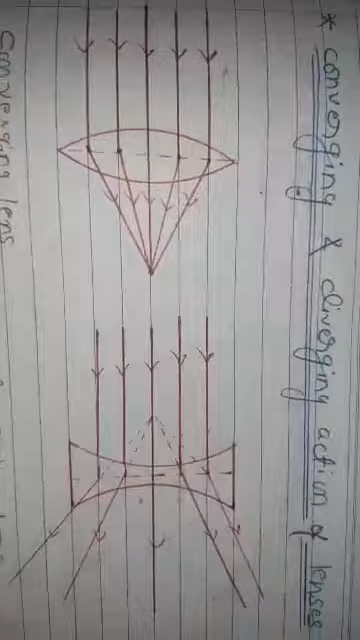 * converging & diverging action of lenses
Converging lens